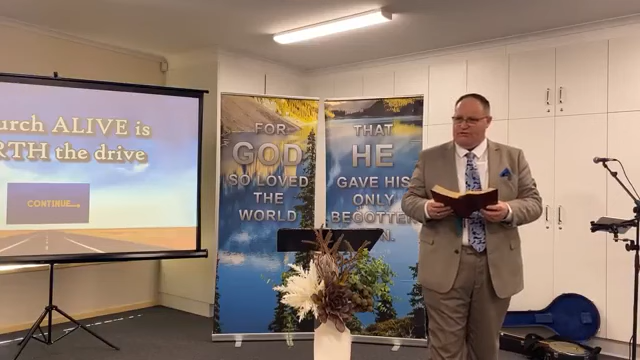 urch ALIVE is
RTH the drive
CONTINUE....
FOR
GOD
SO LOVED
THE
WORLD
THAT
HE
GAVE HIS
ONLY
BEGOTTEN